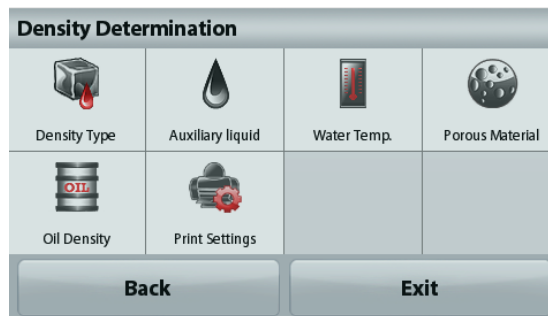 Density Determination
Density Type
Auxiliary liquid
Water Temp.
Porous Material
OIL
Oil Density
Print Settings
Back
Exit